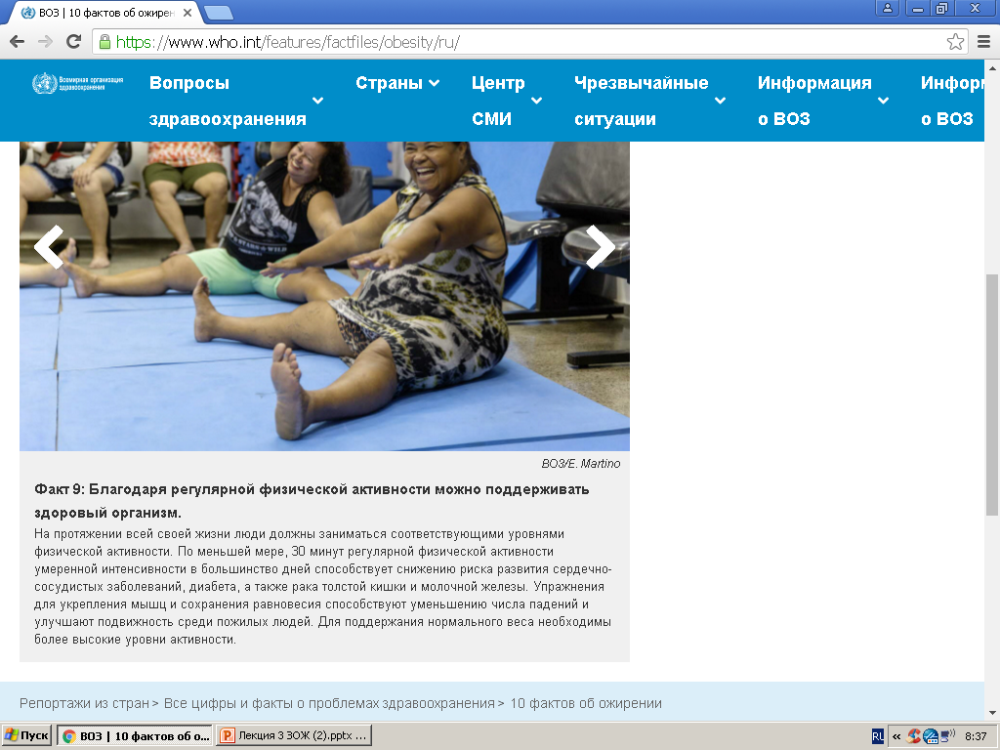 ВОЗ | 10 фактов об ожирен
https://www.who.int/features/factfiles/obesity/ru/
Всемирная организация
здравоохранения
Вопросы
здравоохранения
Страны
Центр
СМИ
Чрезвычайные
ситуации
Информация
о ВОЗ
Инфор
о ВОЗ
ВОЗ/E. Martino
Факт 9: Благодаря регулярной физической активности можно поддерживать
здоровый организм.
На протяжении всей своей жизни люди должны заниматься соответствующими уровнями
физической активности. По меньшей мере, 30 минут регулярной физической активности
умеренной интенсивности в большинство дней способствует снижению риска развития сердечно-
сосудистых заболеваний, диабета, а также рака толстой кишки и молочной железы. Упражнения
для укрепления мышц и сохранения равновесия способствуют уменьшению числа падений и
улучшают подвижность среди пожилых людей. Для поддержания нормального веса необходимы
более высокие уровни активности.
Репортажи из стран > Все цифры и факты о проблемах здравоохранения > 10 фактов об ожирении
Пуск
ВОЗ | 10 фактов об о...
Лекция 3 ЗОЖ (2).pptx ...
RU
«
8:37